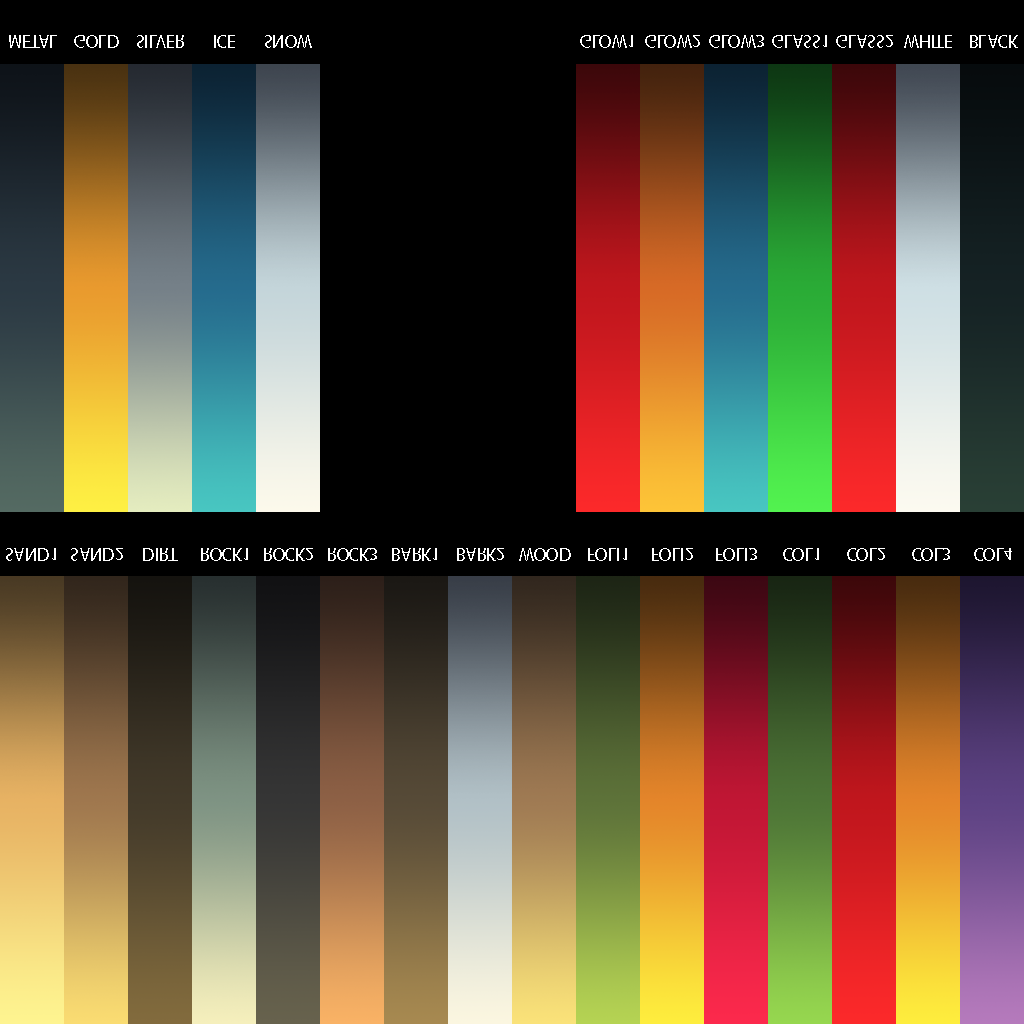 METAL GOLD SILVER ICE SNOW GLOW1 GLOW2 GLOW3 GLASS1 GLASS2 WHITE BLACK
SAND1 SAND2 DIRT ROCK1 ROCK2 ROCK3 BARK1 BARK2 WOOD FOLI1 FOLI2 FOLI3 COL1 COL2 COL3 COL4